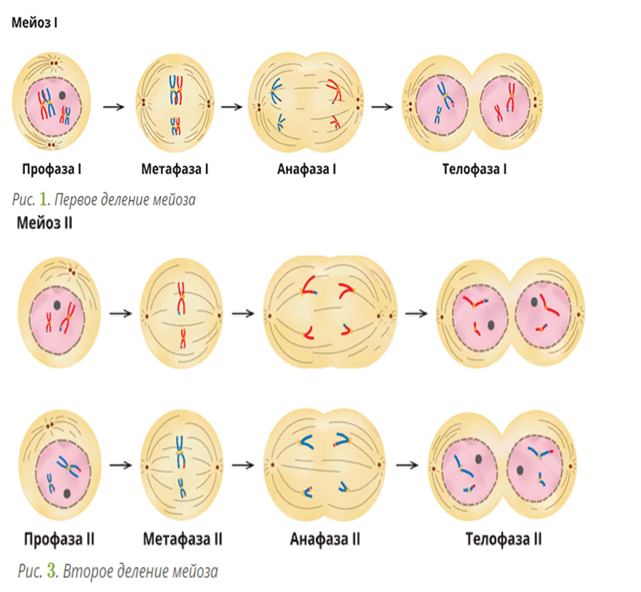 Мейоз I
Профаза I
Метафаза I
Анафаза I
Телофаза I
Рис. 1. Первое деление мейоза
Мейоз II
Профаза II
Метафаза II
Анафаза II
Телофаза II
Рис. 3. Второе деление мейоза